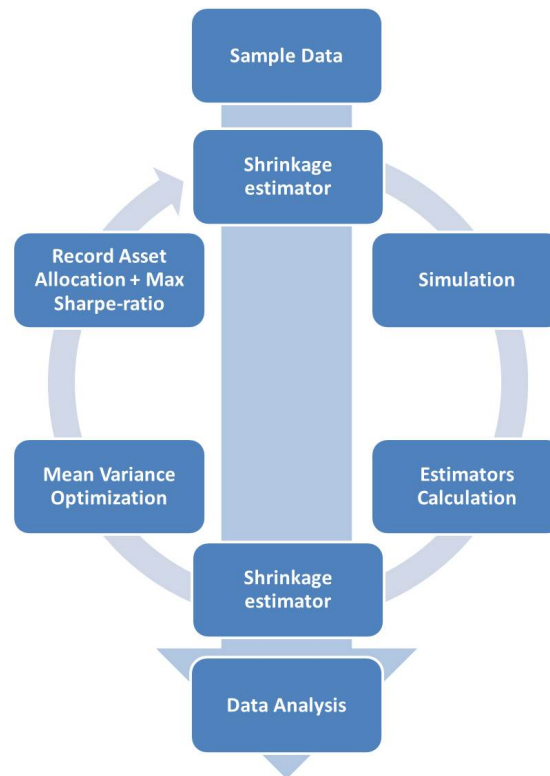 Sample Data
Shrinkage
estimator
Simulation
Estimators
Calculation
Shrinkage
estimator
Mean Variance
Optimization
Record Asset
Allocation + Max
Sharpe-ratio
Data Analysis